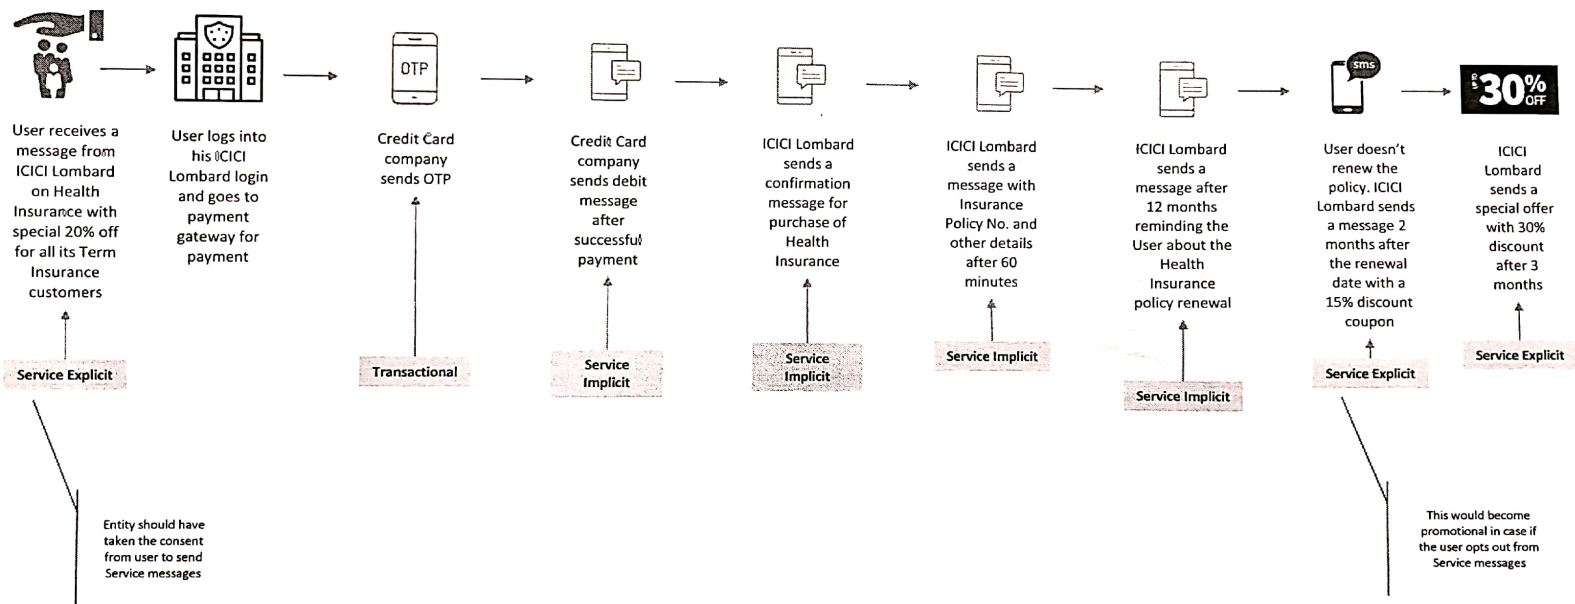 User receives a
message from
ICICI Lombard
on Health
Insurance with
special 20% off
for all its Term
Insurance
customers
Service Explicit
Entity should have
taken the consent
from user to send
Service messages
User logs into
his ICICI
Lombard login
and goes to
payment
gateway for
payment
OTP
Credit Card
company
sends OTP
Transactional
Credit Card
company
sends debit
message
after
successful
payment
Service
Implicit
ICICI Lombard
sends a
confirmation
message for
purchase of
Health
Insurance
Service
Implicit
ICICI Lombard
sends a
message with
Insurance
Policy No. and
other details
after 60
minutes
Service Implicit
ICICI Lombard
sends a
message after
12 months
reminding the
User about the
Health
Insurance
policy renewal
Service Implicit
sms
User doesn't
renew the
policy. ICICI
Lombard sends
a message 2
months after
the renewal
date with a
15% discount
coupon
Service Explicit
This would become
promotional in case if
the user opts out from
Service messages
30%
OFF
ICICI
Lombard
sends a
special offer
with 30%
discount
after 3
months
Service Explicit